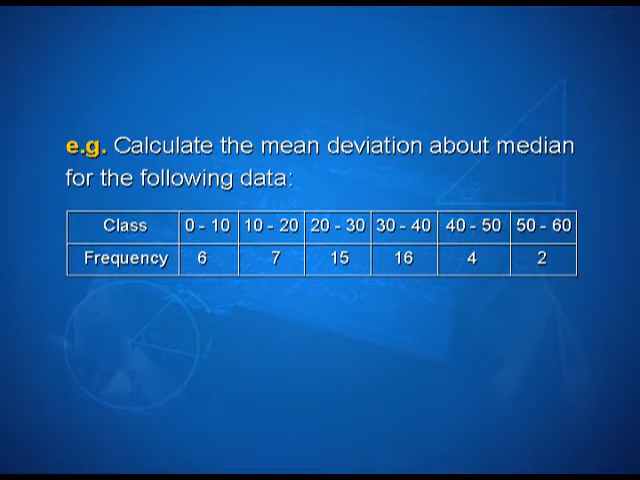 e.g. Calculate the mean deviation about median
for the following data:
Class 0 - 10 10 - 20 20 - 30 30 - 40 40 - 50 50 - 60
Frequency 6 7 15 16 4 2